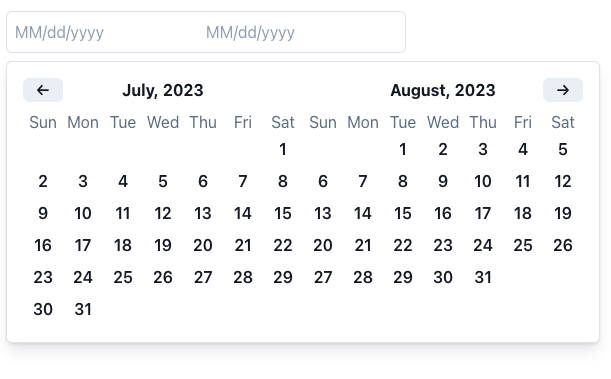 MM/dd/yyyy MM/dd/yyyy
← July, 2023 August, 2023 →
Sun Mon Tue Wed Thu Fri Sat Sun Mon Tue Wed Thu Fri Sat
1 1 2 3 4 5
2 3 4 5 6 7 8 6 7 8 9 10 11 12
9 10 11 12 13 14 15 13 14 15 16 17 18 19
16 17 18 19 20 21 22 20 21 22 23 24 25 26
23 24 25 26 27 28 29 27 28 29 30 31
30 31